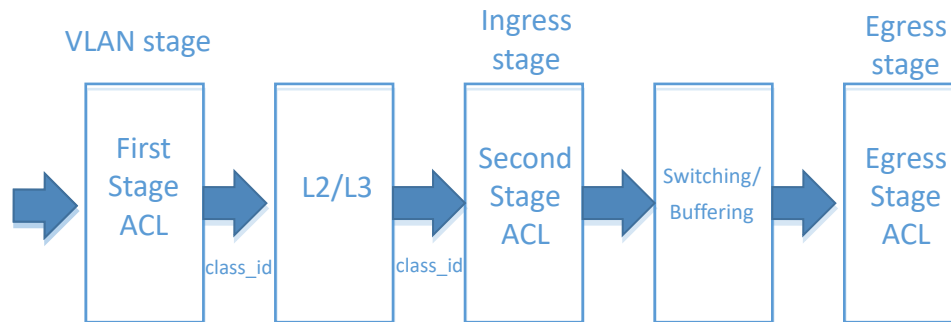 VLAN stage
Ingress
stage
Egress
stage
First
Stage
ACL
class_id
L2/L3
class_id
Second
Stage
ACL
Switching/
Buffering
Egress
Stage
ACL